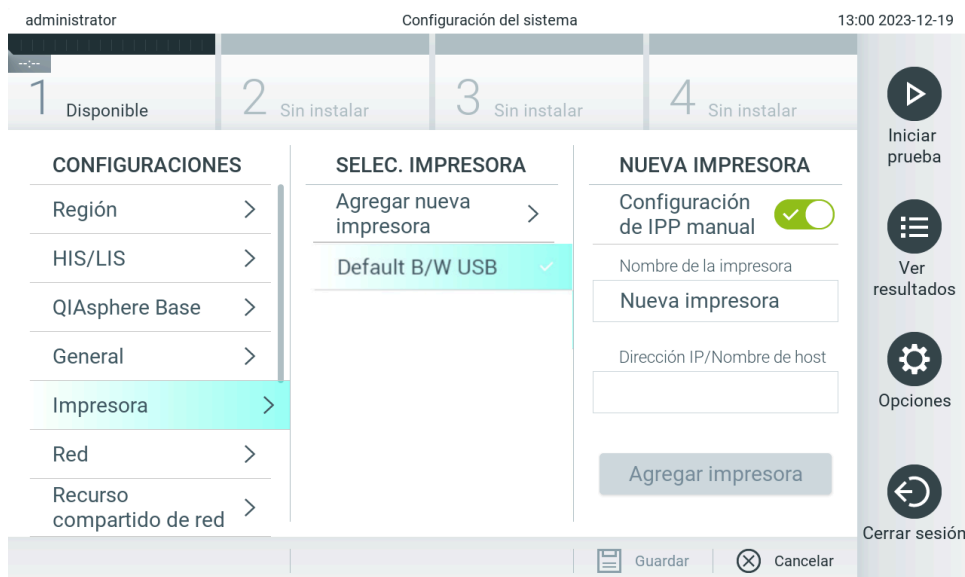 administrator
Configuración del sistema
13:00 2023-12-19
--:--
1 Disponible
2 Sin instalar
3 Sin instalar
4 Sin instalar
CONFIGURACIONES
Región
HIS/LIS
QIAsphere Base
General
Impresora
Red
Recurso
compartido de red
SELEC. IMPRESORA
Agregar nueva
impresora
Default B/W USB
NUEVA IMPRESORA
Configuración
de IPP manual
Nombre de la impresora
Nueva impresora
Dirección IP/Nombre de host
Agregar impresora
Guardar
Cancelar
Iniciar
prueba
Ver
resultados
Opciones
Cerrar sesión